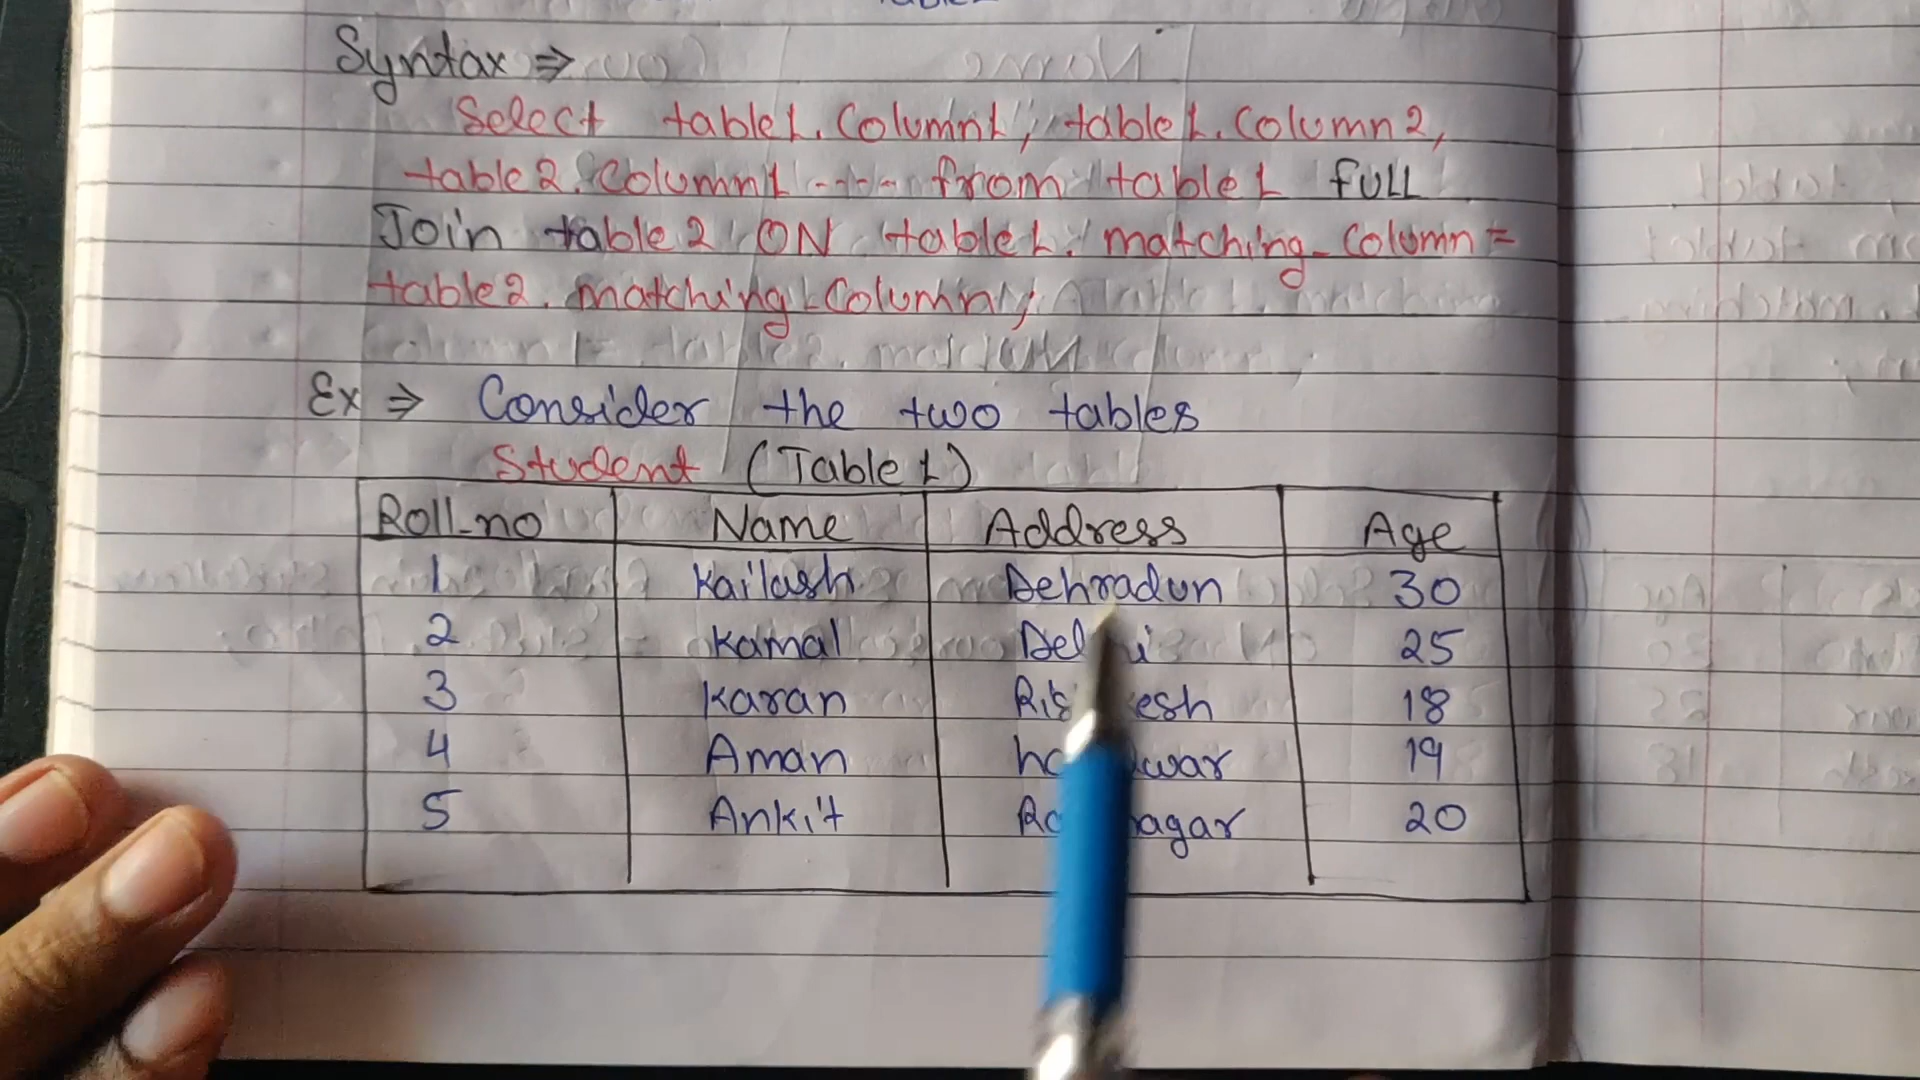 Syntax ⇒
Select table1.Column1, table1.Column2,
table2.Column1 ---- from table1 FULL
Join table2 ON table1.matching_Column =
table2.matching_Column;
Ex ⇒ Consider the two tables
Student (Table 1)
Roll-no Name Address Age
1 Kailash Dehradun 30
2 Kamal 25
3 Karan 18
4 Aman 19
5 Ankit 20